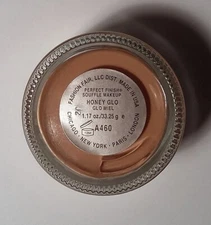 FASHION FAIR, LLC DIST. MADE IN USA
PERFECT FINISH
SOUFFLE MAKEUP
HONEY GLO
GLO MIEL
1.17 oz./33.25 g
A460
CHICAGO - NEW YORK - PARIS - LONDON